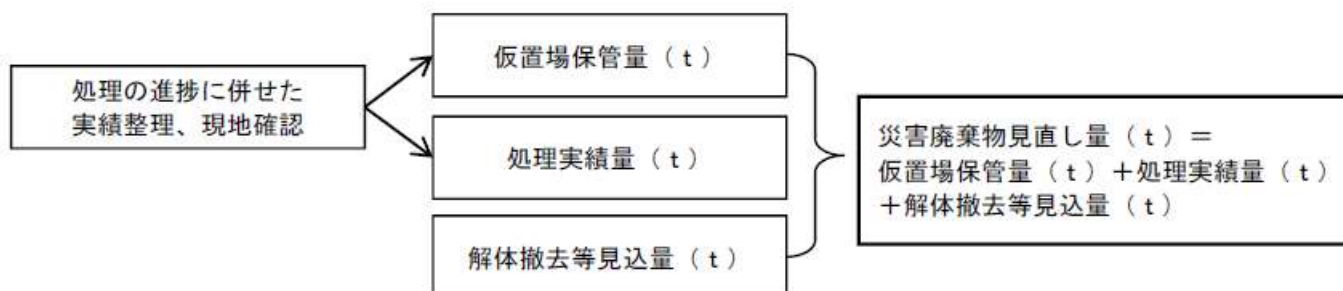 処理の進捗に併せた
実績整理、現地確認
仮置場保管量（ｔ）
処理実績量（ｔ）
解体撤去等見込量（ｔ）
災害廃棄物見直し量（ｔ）＝
仮置場保管量（ｔ）＋処理実績量（ｔ）
＋解体撤去等見込量（ｔ）